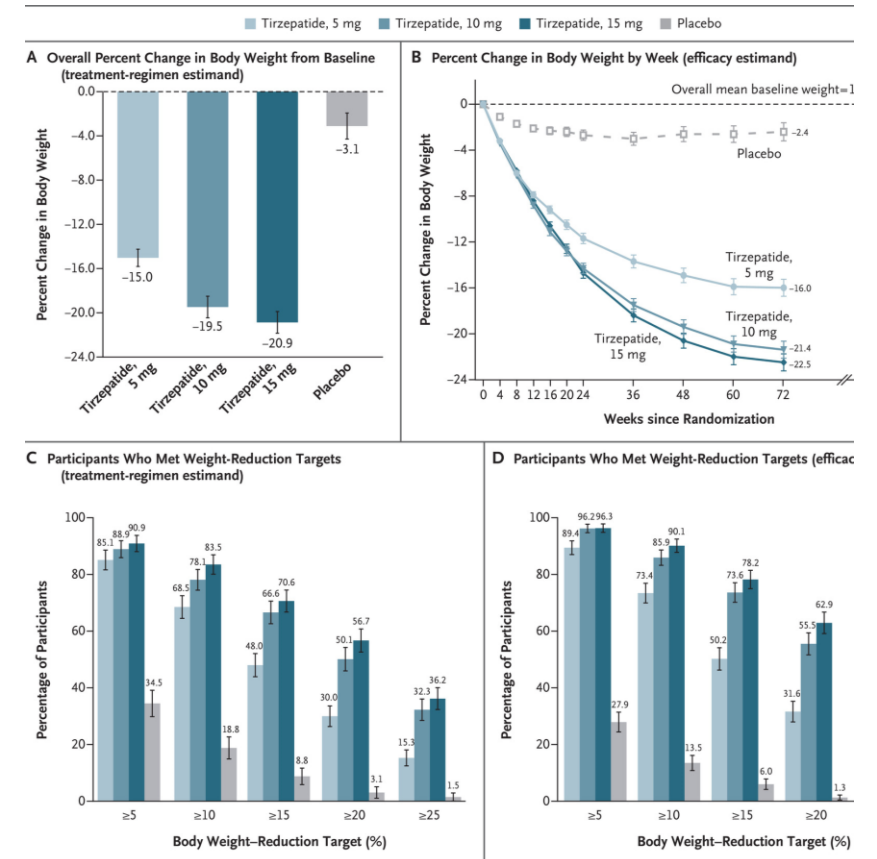 Tirzepatide, 5 mg Tirzepatide, 10 mg Tirzepatide, 15 mg Placebo
A Overall Percent Change in Body Weight from Baseline
(treatment-regimen estimand)
Percent Change in Body Weight
0.0
−4.0
−8.0
−12.0
−16.0
−20.0
−24.0
−15.0
−19.5
−20.9
−3.1
Tirzepatide,
5 mg
Tirzepatide,
10 mg
Tirzepatide,
15 mg
Placebo
B Percent Change in Body Weight by Week (efficacy estimand)
Overall mean baseline weight=1
Percent Change in Body Weight
0
−4
−8
−12
−16
−20
−24
−2.4
Placebo
Tirzepatide,
5 mg
−16.0
Tirzepatide,
10 mg
−21.4
Tirzepatide,
15 mg
−22.5
0 4 8 12 16 20 24 36 48 60 72
Weeks since Randomization
C Participants Who Met Weight-Reduction Targets
(treatment-regimen estimand)
Percentage of Participants
100
80
60
40
20
0
85.1 88.9 90.9 34.5
68.5 78.1 83.5 18.8
48.0 66.6 70.6 8.8
30.0 50.1 56.7 3.1
15.3 32.3 36.2 1.5
≥5 ≥10 ≥15 ≥20 ≥25
Body Weight–Reduction Target (%)
D Participants Who Met Weight-Reduction Targets (efficac
Percentage of Participants
100
80
60
40
20
0
89.4 96.2 96.3 27.9
73.4 85.9 90.1 13.5
50.2 73.6 78.2 6.0
31.6 55.5 62.9 1.3
≥5 ≥10 ≥15 ≥20
Body Weight–Reduction Target (%)